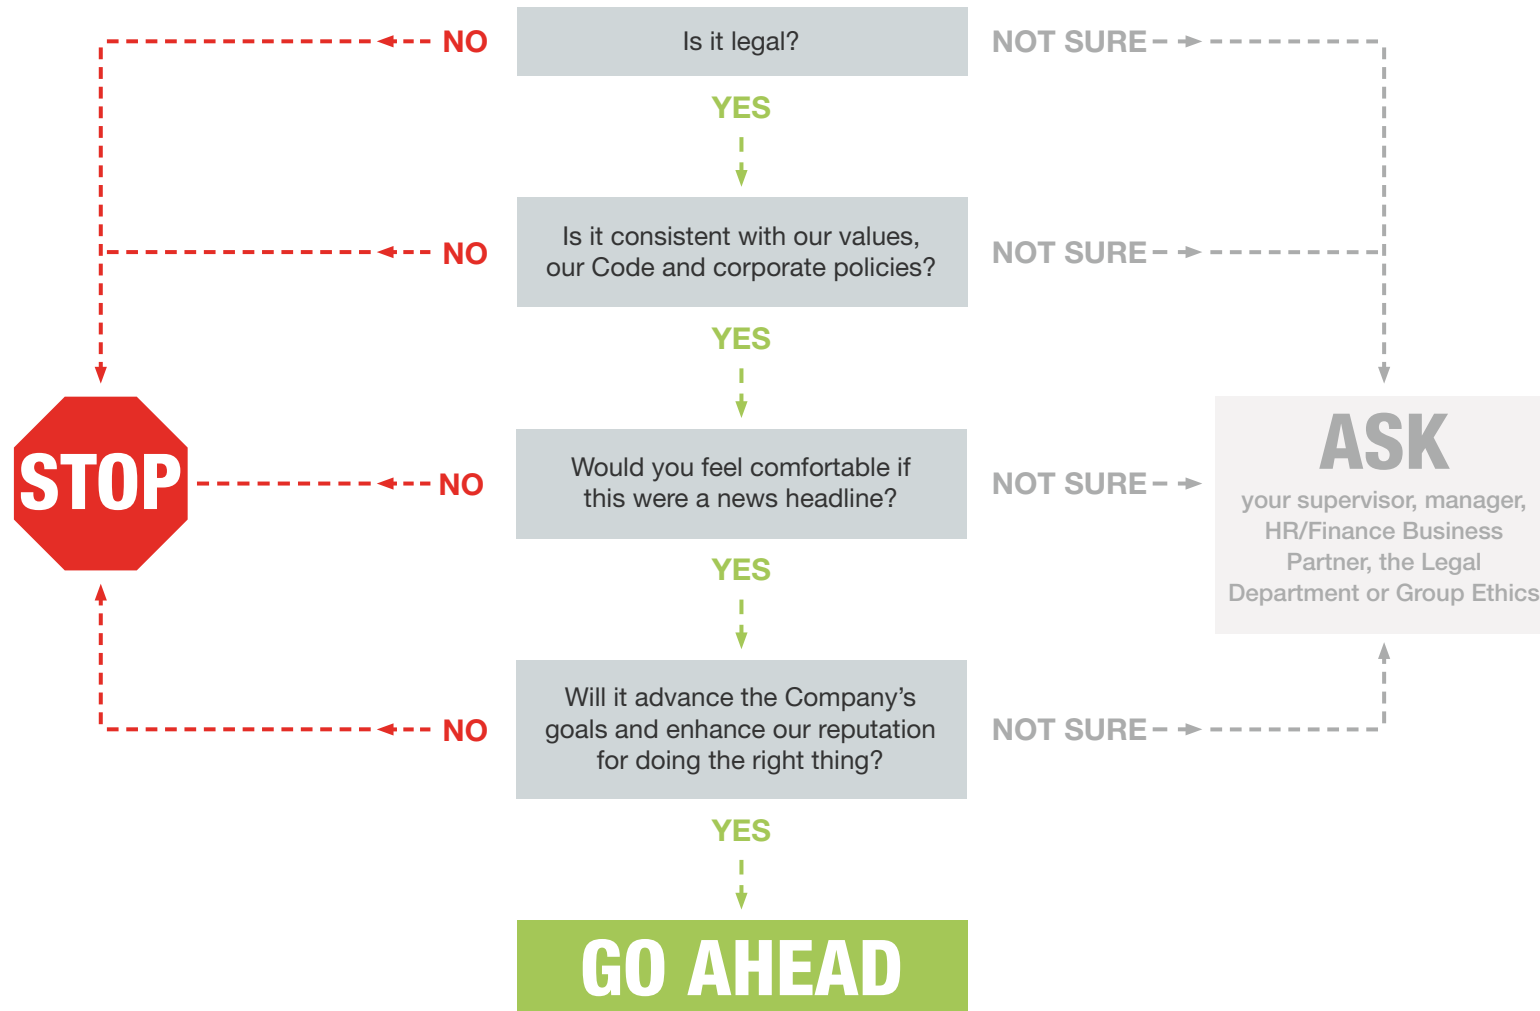 NO
Is it legal?
NOT SURE
YES
NO
Is it consistent with our values,
our Code and corporate policies?
NOT SURE
YES
STOP
NO
Would you feel comfortable if
this were a news headline?
NOT SURE
ASK
your supervisor, manager,
HR/Finance Business
Partner, the Legal
Department or Group Ethics
YES
NO
Will it advance the Company’s
goals and enhance our reputation
for doing the right thing?
NOT SURE
YES
GO AHEAD